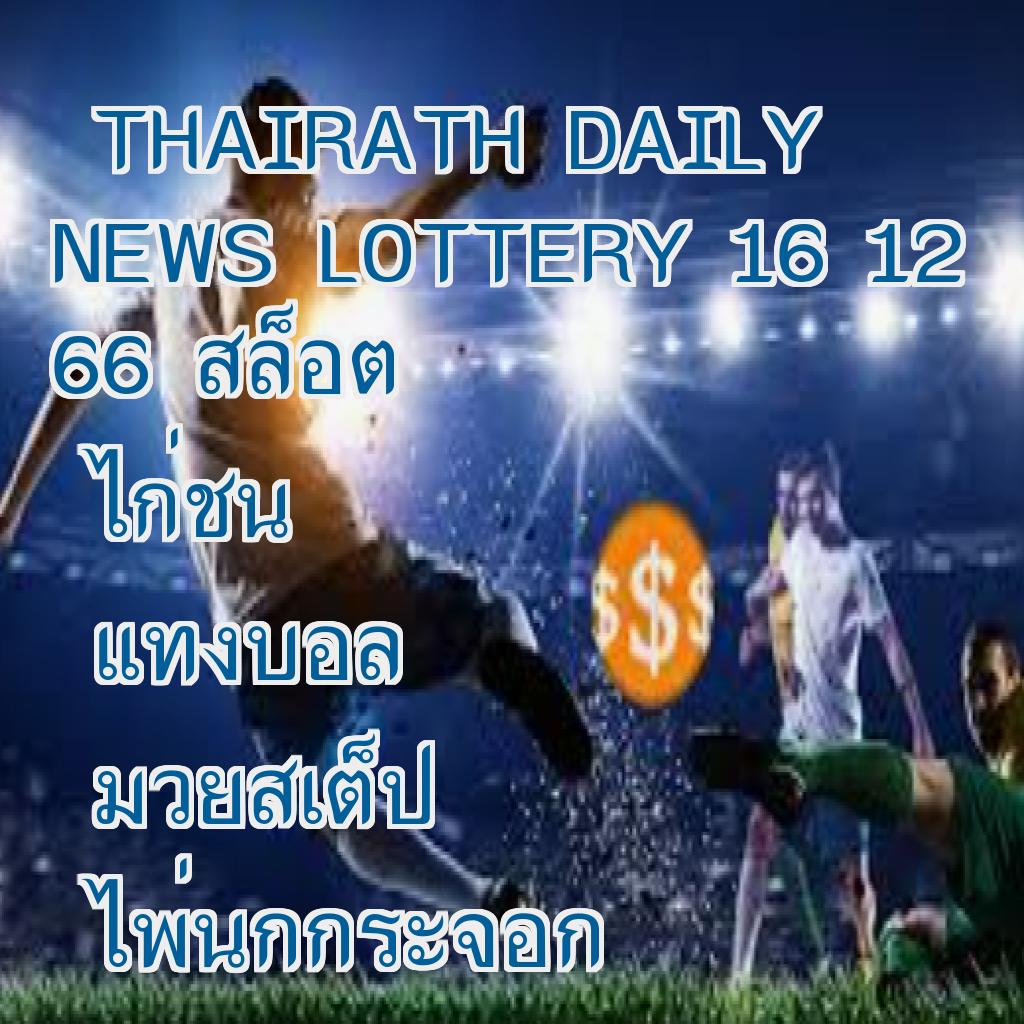 THAIRATH DAILY
NEWS LOTTERY 16 12
66 สล็อต
ไก่ชน
แทงบอล
มวยสเต็ป
ไพ่นกกระจอก
$$$